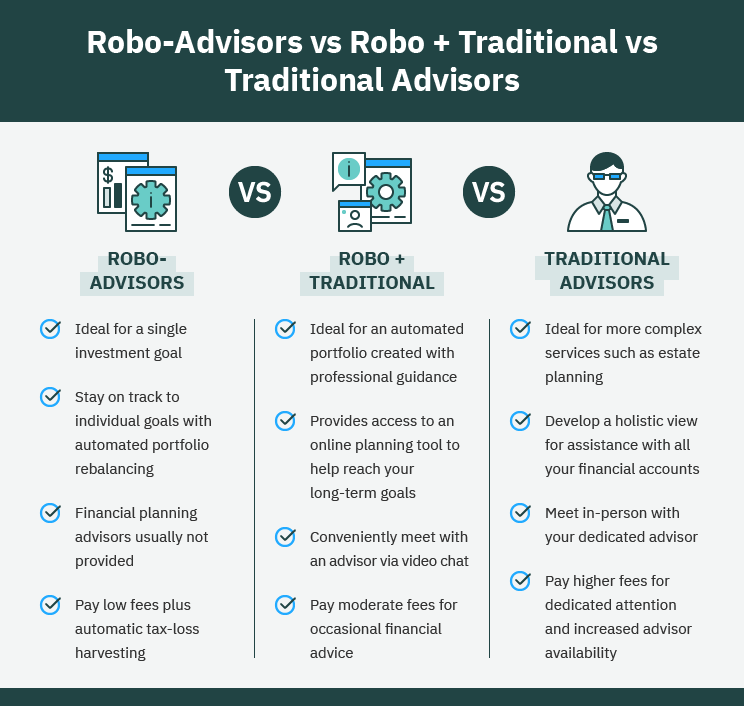 Robo-Advisors vs Robo + Traditional vs
Traditional Advisors
$
i
VS
i
VS
ROBO-
ADVISORS
Ideal for a single
investment goal
Stay on track to
individual goals with
automated portfolio
rebalancing
Financial planning
advisors usually not
provided
Pay low fees plus
automatic tax-loss
harvesting
ROBO +
TRADITIONAL
Ideal for an automated
portfolio created with
professional guidance
Provides access to an
online planning tool to
help reach your
long-term goals
Conveniently meet with
an advisor via video chat
Pay moderate fees for
occasional financial
advice
TRADITIONAL
ADVISORS
Ideal for more complex
services such as estate
planning
Develop a holistic view
for assistance with all
your financial accounts
Meet in-person with
your dedicated advisor
Pay higher fees for
dedicated attention
and increased advisor
availability